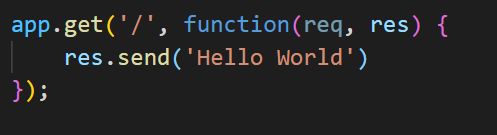 app.get('/', function(req, res) {
    res.send('Hello World')
});